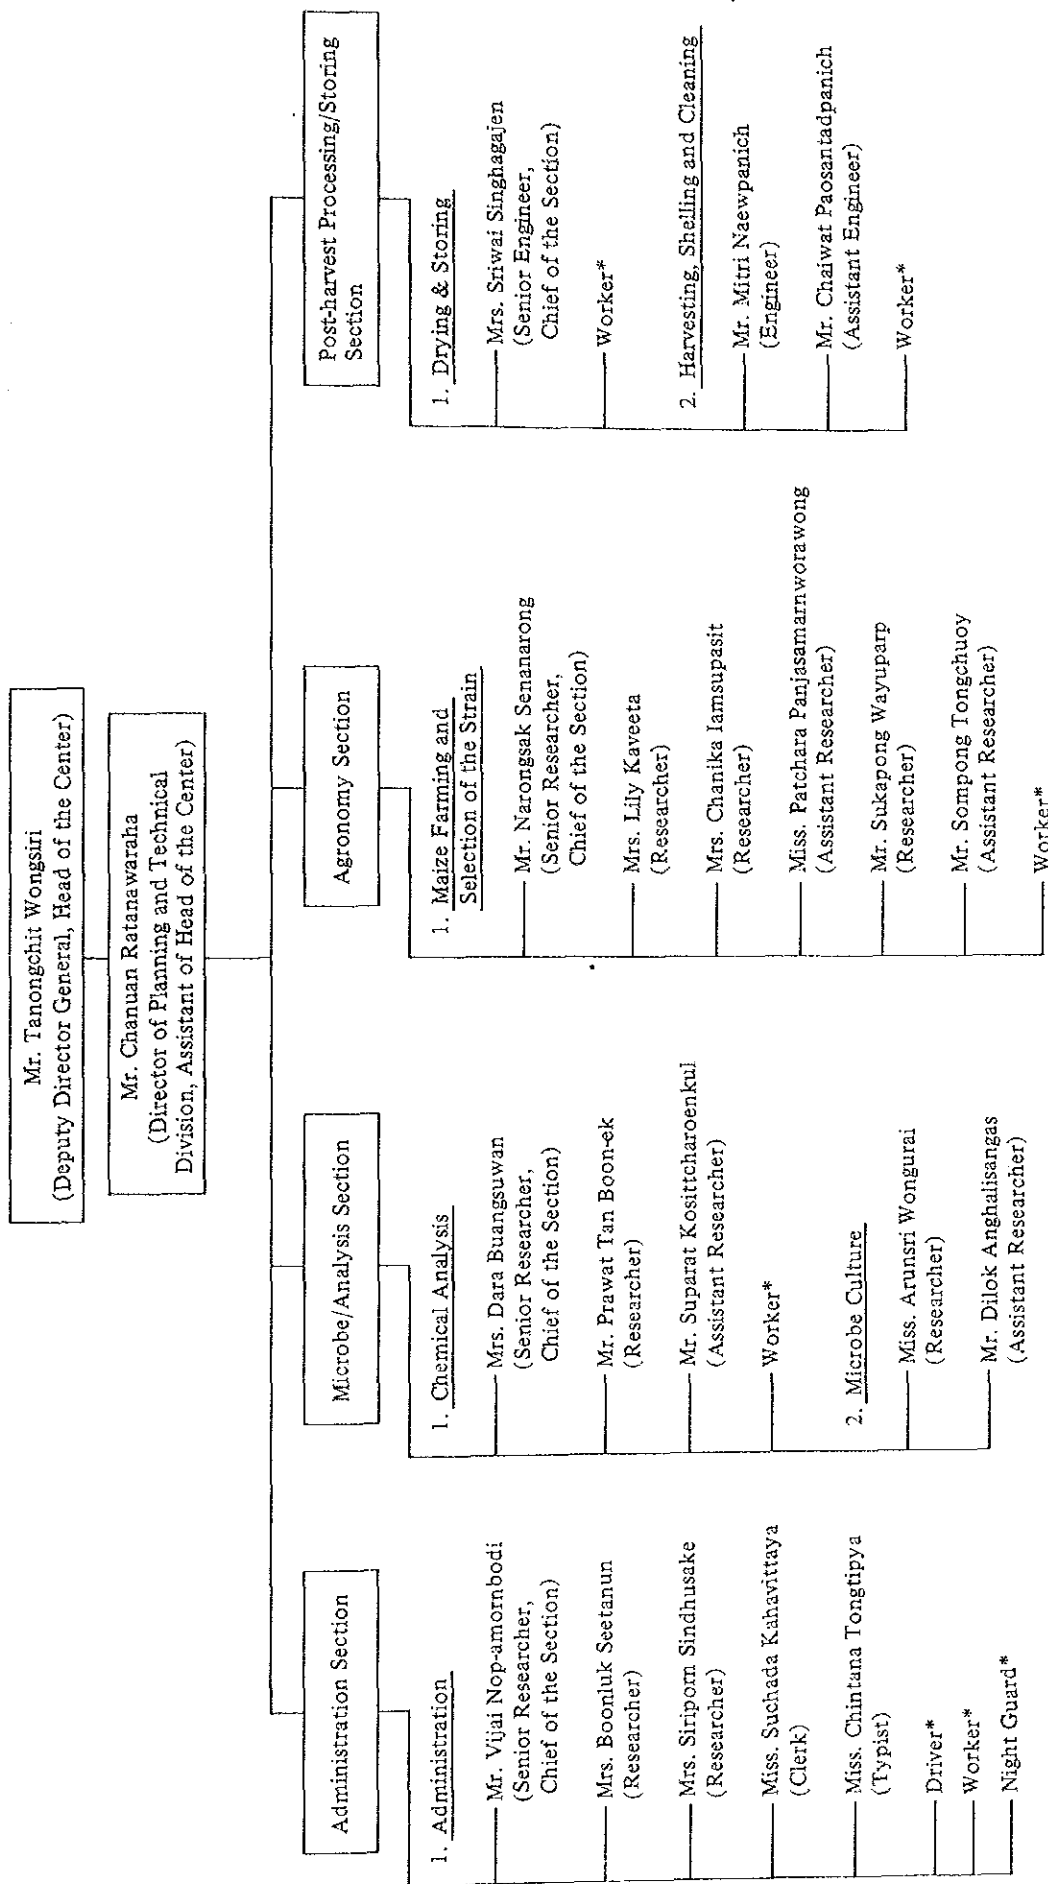 Mr. Tanongchit Wongsiri
(Deputy Director General, Head of the Center)
Mr. Chanuan Ratanawaraha
(Director of Planning and Technical
Division, Assistant of Head of the Center)
Administration Section
1. Administration
Mr. Vijai Nop-amornbodi
(Senior Researcher,
Chief of the Section)
Mrs. Boonluk Seetanun
(Researcher)
Mrs. Siriporn Sindhusake
(Researcher)
Miss. Suchada Kahavittaya
(Clerk)
Miss. Chintana Tongtipya
(Typist)
Driver*
Worker*
Night Guard*
Microbe/Analysis Section
1. Chemical Analysis
Mrs. Dara Buangsuwan
(Senior Researcher,
Chief of the Section)
Mr. Prawat Tan Boon-ek
(Researcher)
Mr. Suparat Kosittcharoenkul
(Assistant Researcher)
Worker*
2. Microbe Culture
Miss. Arunsri Wongurai
(Researcher)
Mr. Dilok Anghalisangas
(Assistant Researcher)
Agronomy Section
1. Maize Farming and
Selection of the Strain
Mr. Narongsak Senanarong
(Senior Researcher,
Chief of the Section)
Mrs. Lily Kaveeta
(Researcher)
Mrs. Chanika Iamsupasit
(Researcher)
Miss. Patchara Panjasamarnworawong
(Assistant Researcher)
Mr. Sukapong Wayuparp
(Researcher)
Mr. Sompong Tongchuoy
(Assistant Researcher)
Worker*
Post-harvest Processing/Storing
Section
1. Drying & Storing
Mrs. Sriwai Singhagajen
(Senior Engineer,
Chief of the Section)
Worker*
2. Harvesting, Shelling and Cleaning
Mr. Mitri Naewpanich
(Engineer)
Mr. Chaiwat Paosantadpanich
(Assistant Engineer)
Worker*